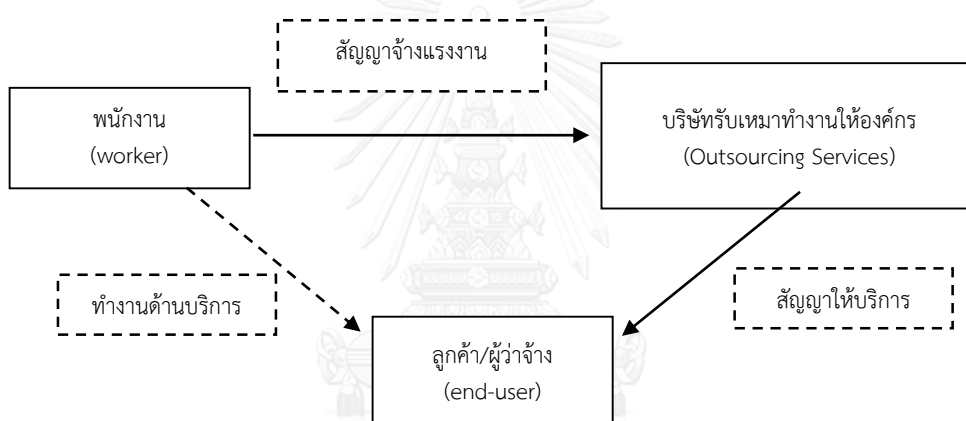 สัญญาจ้างแรงงาน
พนักงาน
(worker)
บริษัทรับเหมาทำงานให้องค์กร
(Outsourcing Services)
ทำงานด้านบริการ
สัญญาให้บริการ
ลูกค้า/ผู้ว่าจ้าง
(end-user)